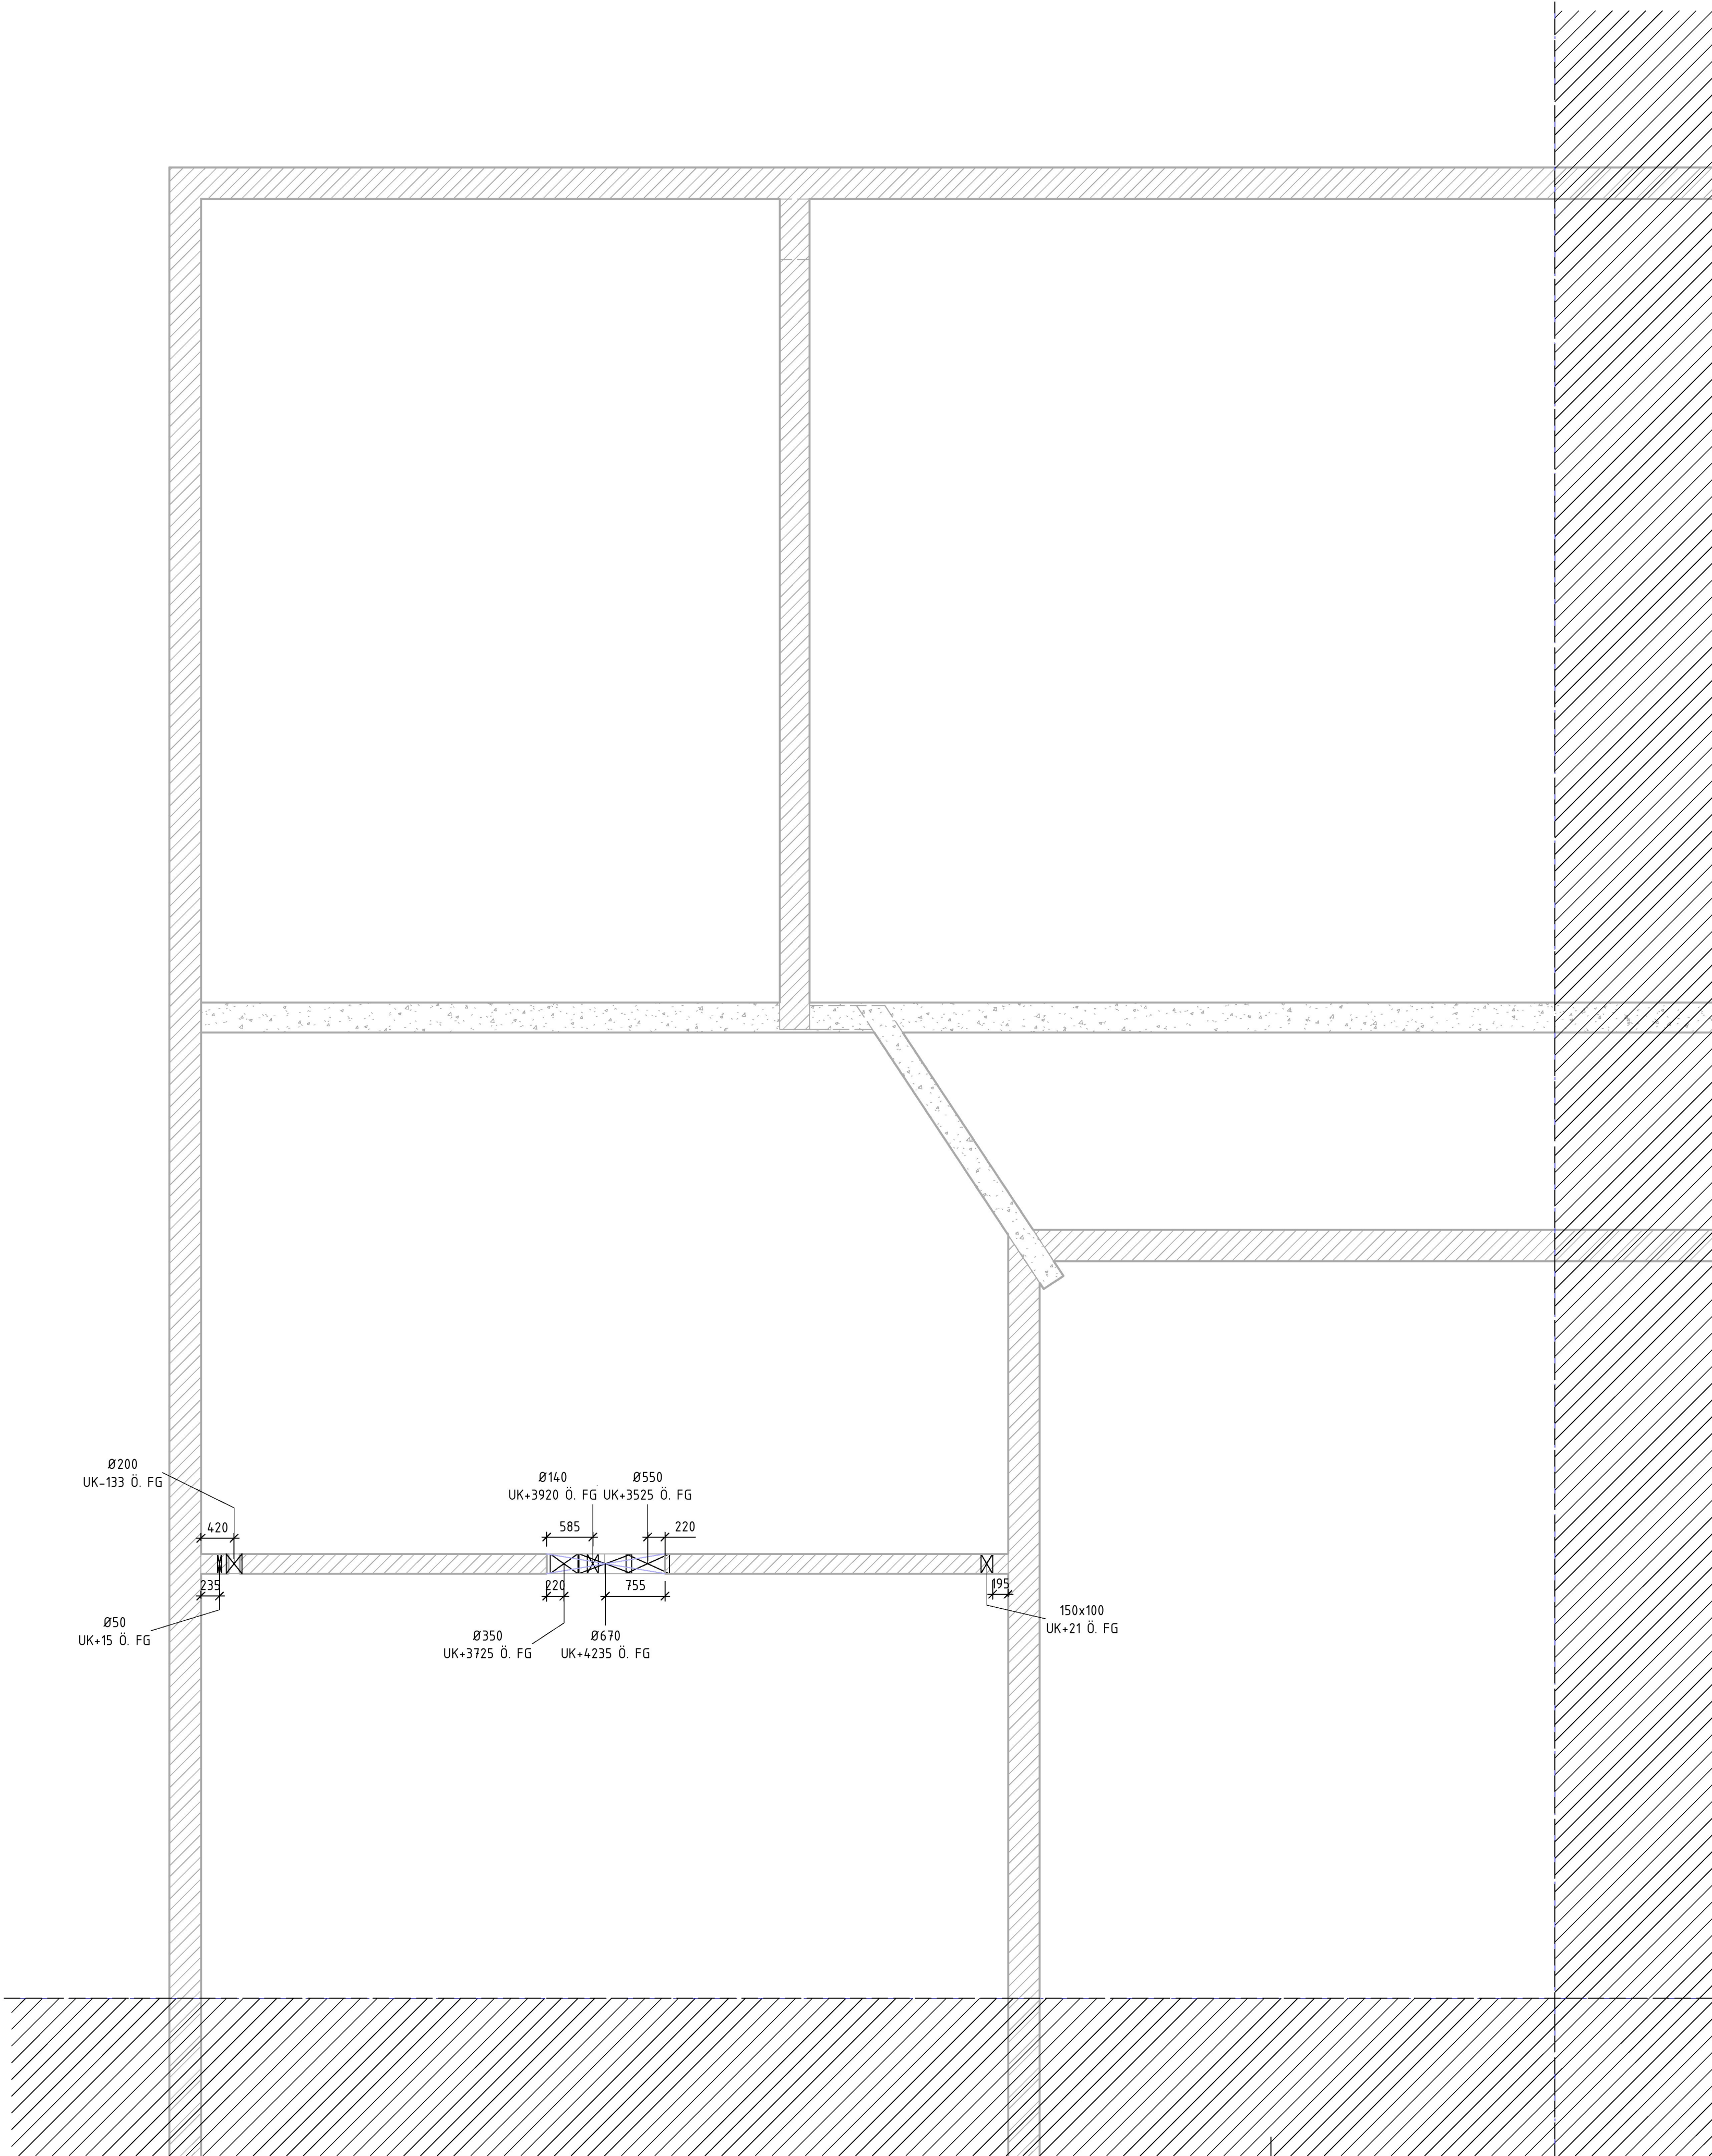 Ø200
UK-133 Ö. FG
Ø140
UK+3920 Ö. FG
Ø550
UK+3525 Ö. FG
420
585
220
235
220
755
195
Ø50
UK+15 Ö. FG
Ø350
UK+3725 Ö. FG
Ø670
UK+4235 Ö. FG
150x100
UK+21 Ö. FG